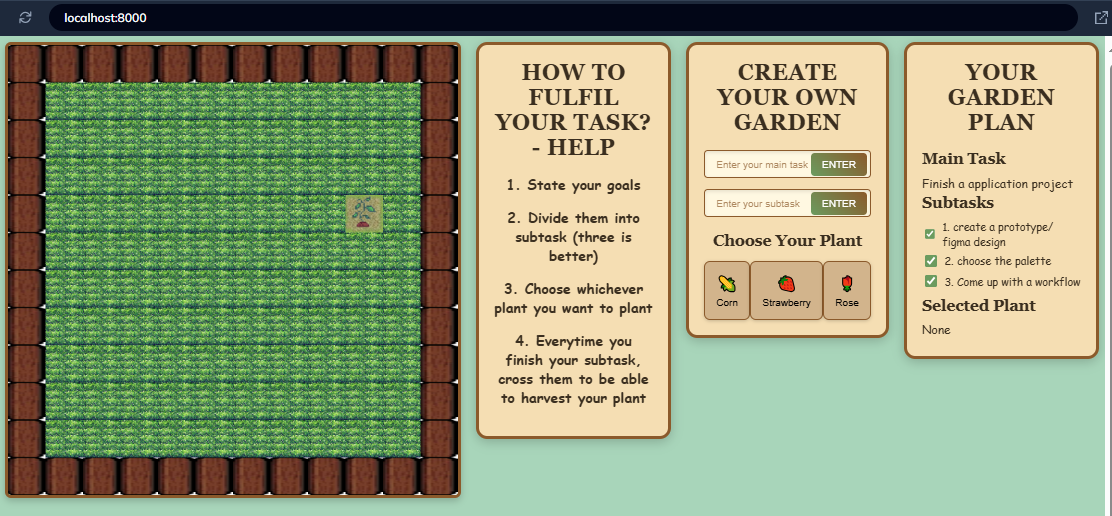 localhost:8000
HOW TO
FULFIL
YOUR TASK?
- HELP
1. State your goals
2. Divide them into
subtask (three is
better)
3. Choose whichever
plant you want to plant
4. Everytime you
finish your subtask,
cross them to be able
to harvest your plant
CREATE
YOUR OWN
GARDEN
Enter your main task ENTER
Enter your subtask ENTER
Choose Your Plant
Corn Strawberry Rose
YOUR
GARDEN
PLAN
Main Task
Finish a application project
Subtasks
1. create a prototype/
figma design
2. choose the palette
3. Come up with a workflow
Selected Plant
None